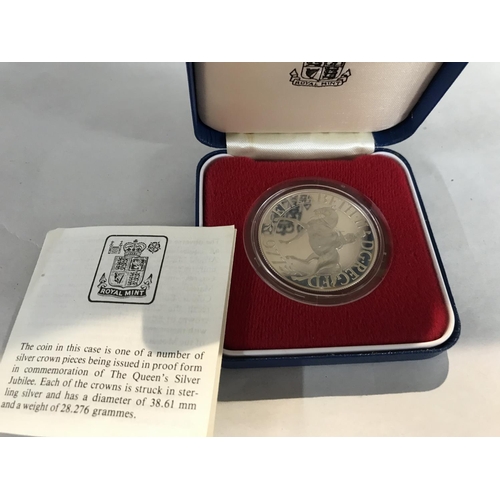 ROYAL MINT
ROYAL MINT
The coin in this case is one of a number of
silver crown pieces being issued in proof form
in commemoration of The Queen's Silver
Jubilee. Each of the crowns is struck in ster-
ling silver and has a diameter of 38.61 mm
and a weight of 28.276 grammes.